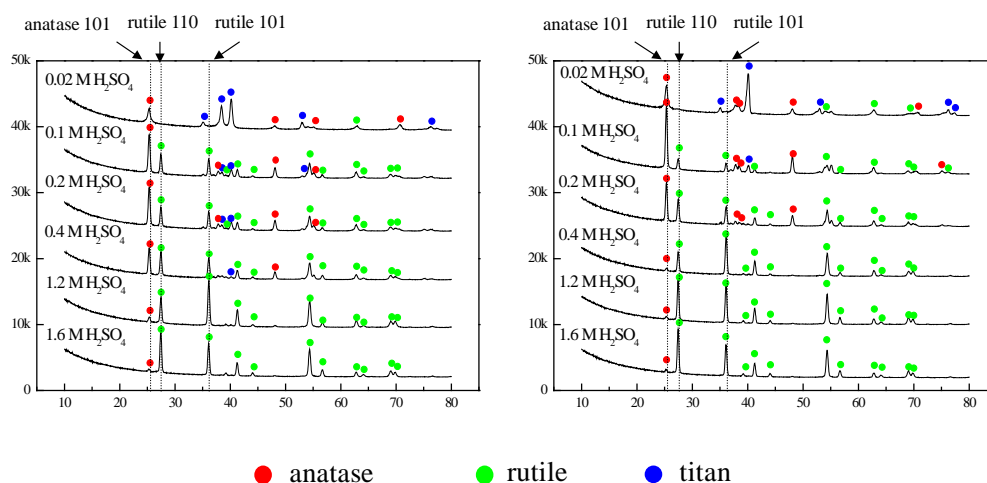 anatase 101 rutile 110 rutile 101
50k
0.02 M H₂SO₄
40k
0.1 M H₂SO₄
30k
0.2 M H₂SO₄
20k
0.4 M H₂SO₄
1.2 M H₂SO₄
10k
1.6 M H₂SO₄
0
10 20 30 40 50 60 70 80
anatase 101 rutile 110 rutile 101
50k
0.02 M H₂SO₄
40k
0.1 M H₂SO₄
30k
0.2 M H₂SO₄
20k
0.4 M H₂SO₄
1.2 M H₂SO₄
10k
1.6 M H₂SO₄
0
10 20 30 40 50 60 70 80
anatase rutile titan